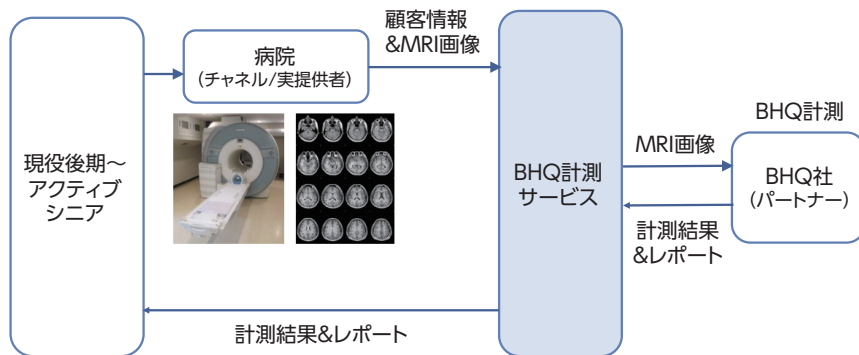 現役後期～
アクティブ
シニア
病院
(チャネル/実提供者)
顧客情報
&MRI画像
BHQ計測
サービス
MRI画像
計測結果
&レポート
BHQ計測
BHQ社
(パートナー)
計測結果&レポート